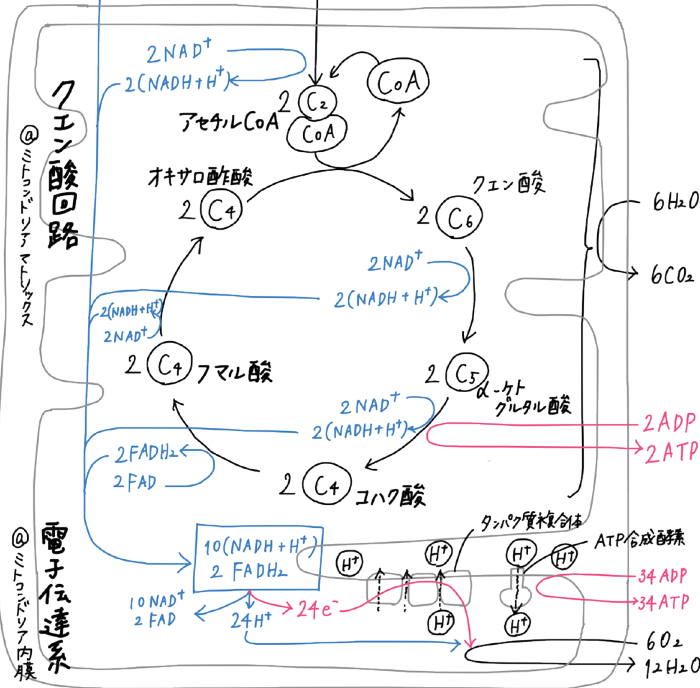 クエン酸回路
@ミトコンドリアマトリックス
2NAD⁺
2(NADH+H⁺)
2 C₂
CoA
アセチルCoA
CoA
オキサロ酢酸
2 C₄
クエン酸
2 C₆
6H₂O
6CO₂
2NAD⁺
2(NADH+H⁺)
2(NADH+H⁺)
2NAD⁺
2 C₄ フマル酸
2 C₅
α-ケト
グルタル酸
2NAD⁺
2(NADH+H⁺)
2ADP
2ATP
2FADH₂
2FAD
2 C₄
コハク酸
電子伝達系
@ミトコンドリア内膜
10(NADH+H⁺)
2 FADH₂
10NAD⁺
2 FAD
24H⁺
24e⁻
タンパク質複合体
ATP合成酵素
H⁺
H⁺
H⁺
H⁺
H⁺
H⁺
34ADP
34ATP
6O₂
12H₂O